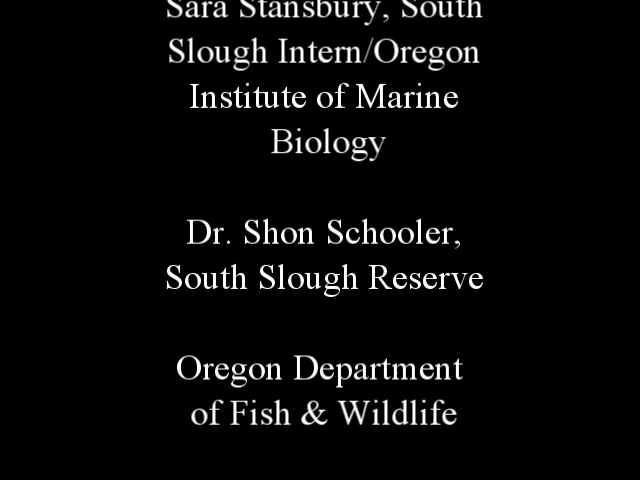 Sara Stansbury, South
Slough Intern/Oregon
Institute of Marine
Biology
Dr. Shon Schooler,
South Slough Reserve
Oregon Department
of Fish & Wildlife